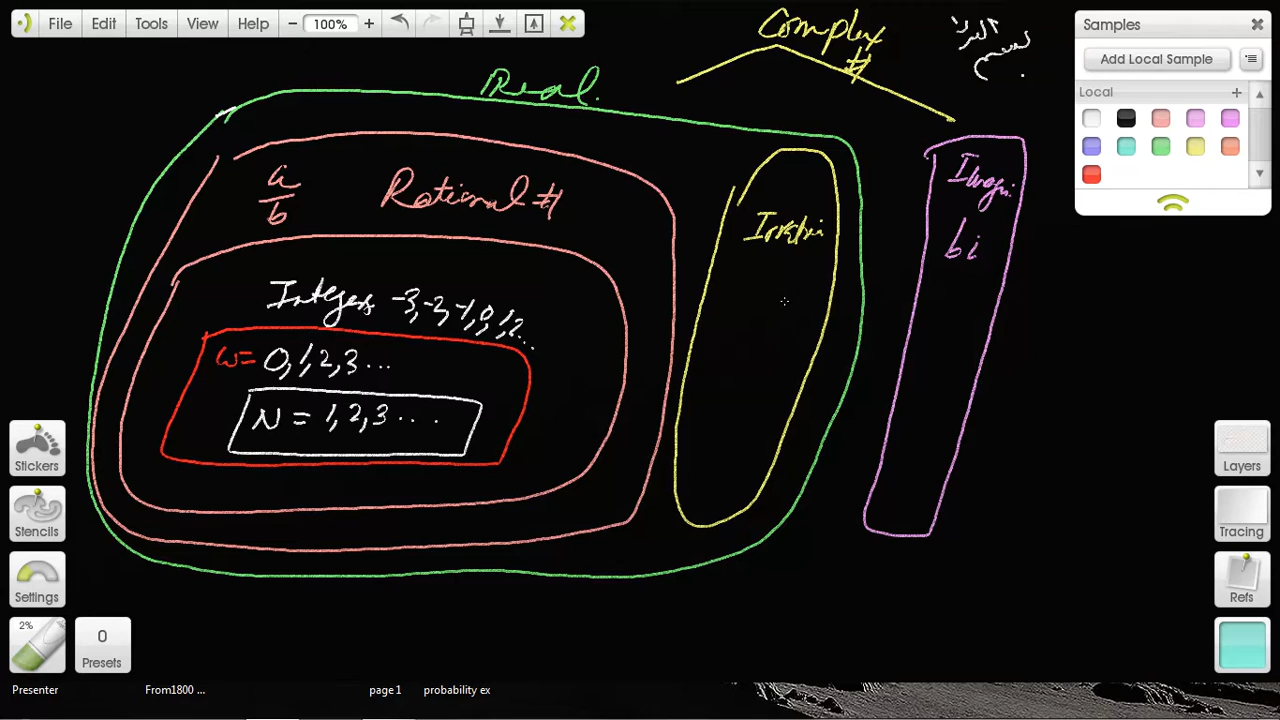 File Edit Tools View Help − 100% +
Complex #
Samples
Add Local Sample
Local
Real.
a/b Rational #
Integers -3, -2, -1, 0, 1, 2...
W= 0, 1, 2, 3 ...
N = 1, 2, 3 ...
bi
Stickers
Stencils
Settings
2%
0
Presets
Layers
Tracing
Refs
Presenter From1800 ... page 1 probability ex